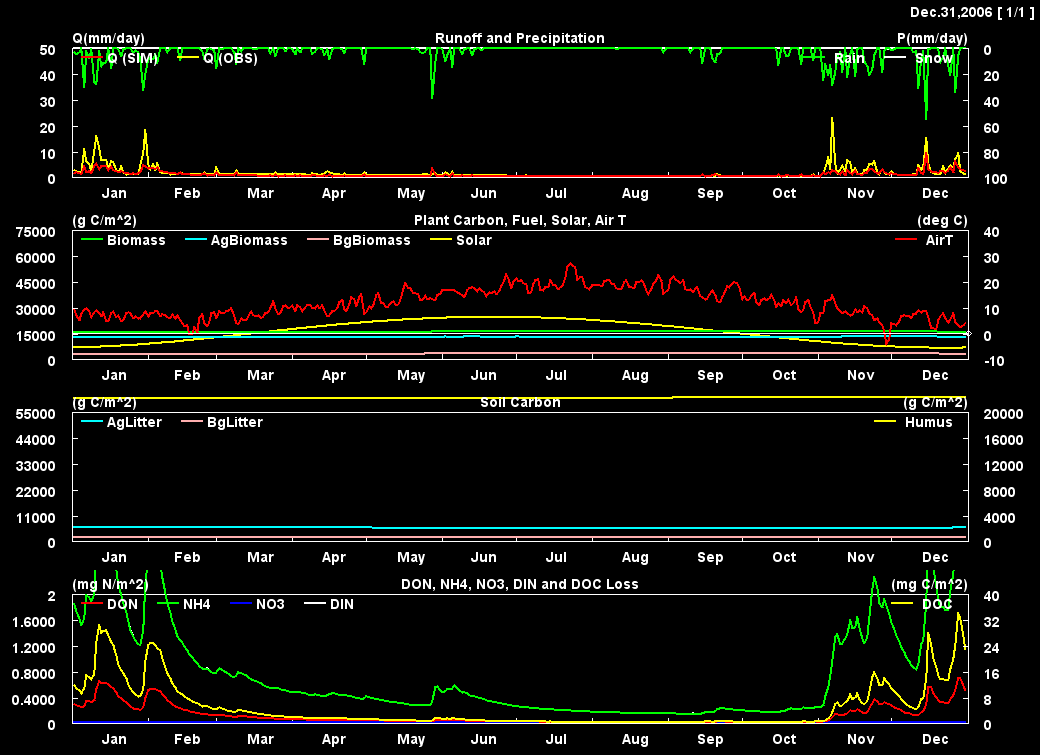 Dec.31,2006 [ 1/1 ]
Q(mm/day) Runoff and Precipitation P(mm/day)
50 0
Q (SIM) Q (OBS) Rain Snow
40 20
30 40
20 60
10 80
0 100
Jan Feb Mar Apr May Jun Jul Aug Sep Oct Nov Dec
(g C/m^2) Plant Carbon, Fuel, Solar, Air T (deg C)
75000 40
Biomass AgBiomass BgBiomass Solar AirT
60000 30
45000 20
30000 10
15000 0
0 -10
Jan Feb Mar Apr May Jun Jul Aug Sep Oct Nov Dec
(g C/m^2) Soil Carbon (g C/m^2)
55000 20000
AgLitter BgLitter Humus
44000 16000
33000 12000
22000 8000
11000 4000
0 0
Jan Feb Mar Apr May Jun Jul Aug Sep Oct Nov Dec
(mg N/m^2) DON, NH4, NO3, DIN and DOC Loss (mg C/m^2)
2 40
DON NH4 NO3 DIN DOC
1.6000 32
1.2000 24
0.8000 16
0.4000 8
0 0
Jan Feb Mar Apr May Jun Jul Aug Sep Oct Nov Dec